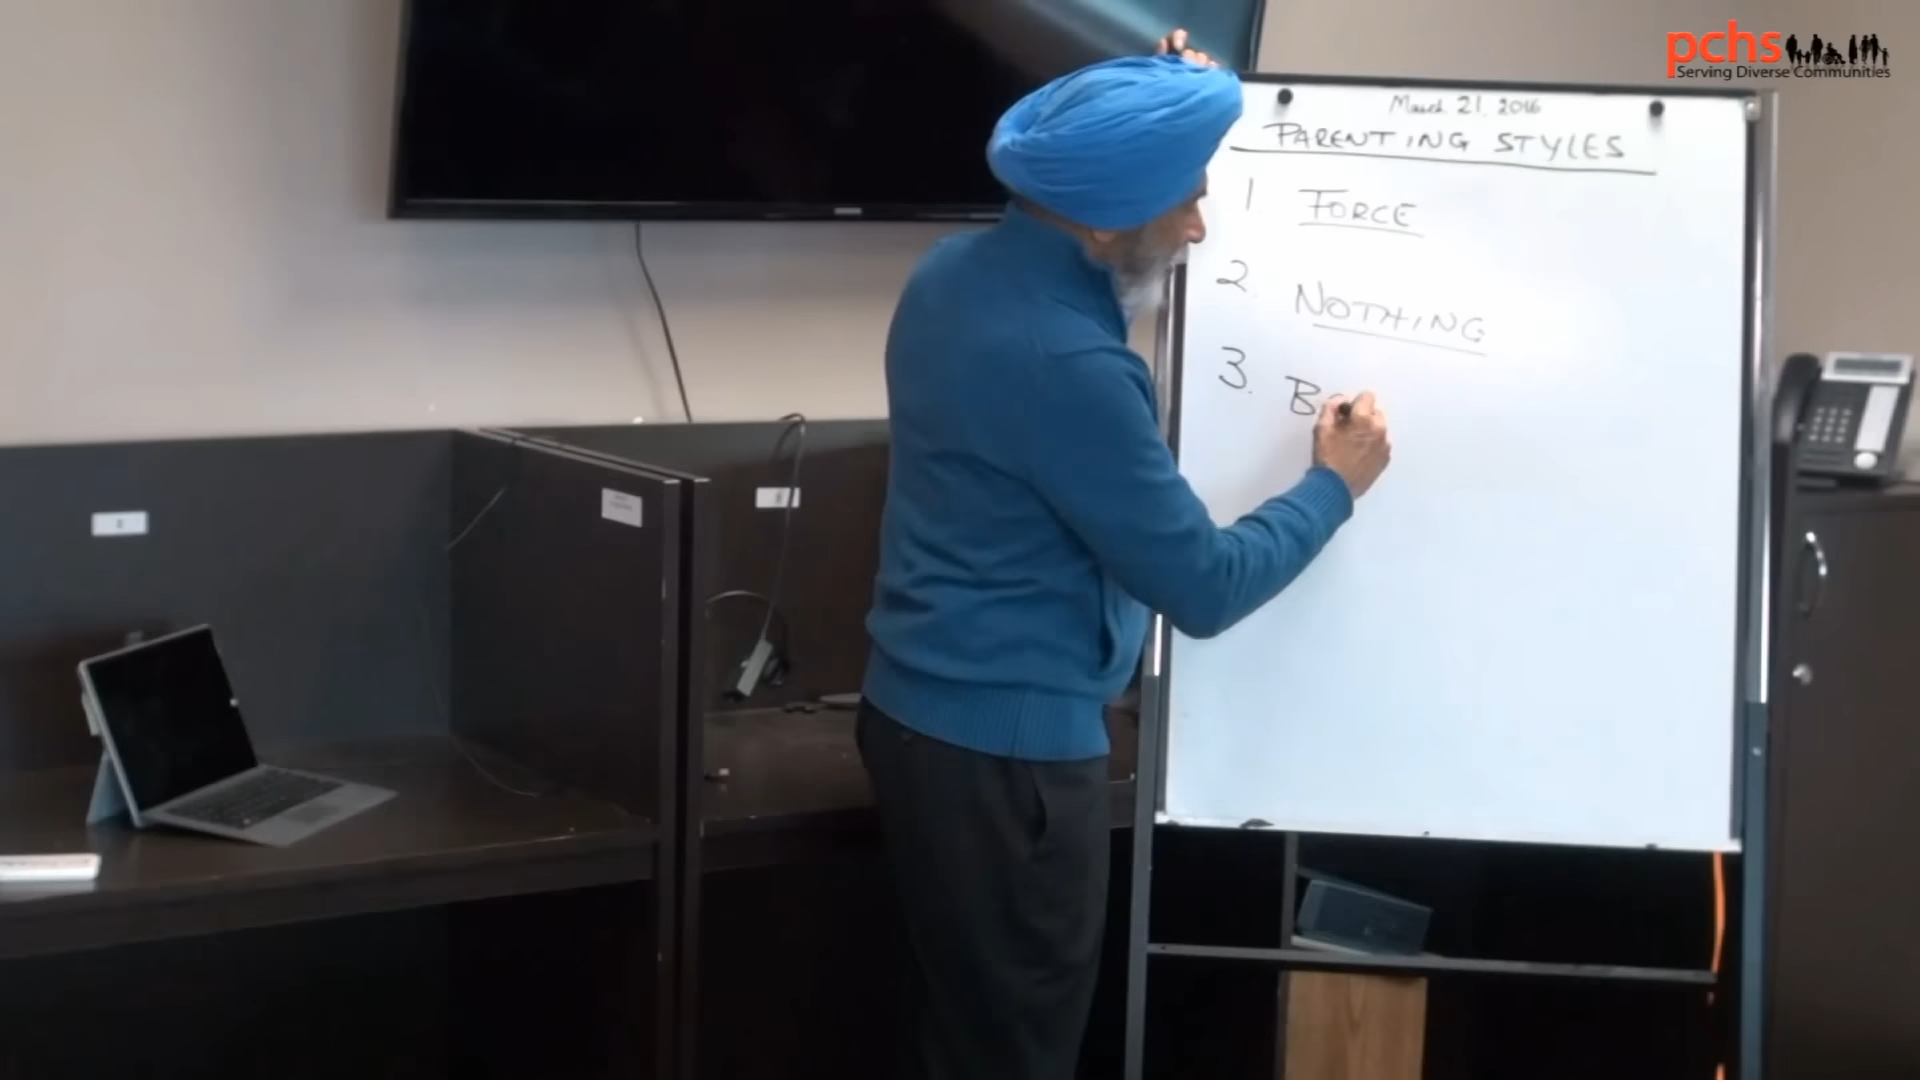 pchs
Serving Diverse Communities
March 21, 2016
PARENTING STYLES
1 FORCE
2. NOTHING
3. B